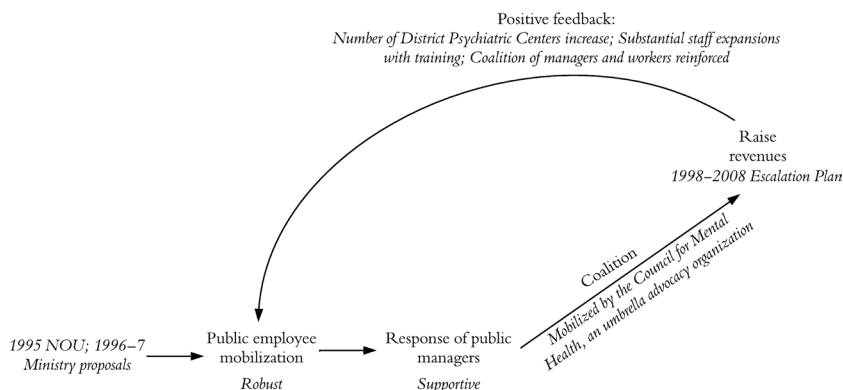 Positive feedback:
Number of District Psychiatric Centers increase; Substantial staff expansions
with training; Coalition of managers and workers reinforced
Raise
revenues
1998–2008 Escalation Plan
Coalition
Mobilized by the Council for Mental
Health, an umbrella advocacy organization
1995 NOU; 1996–7
Ministry proposals
Public employee
mobilization
Robust
Response of public
managers
Supportive